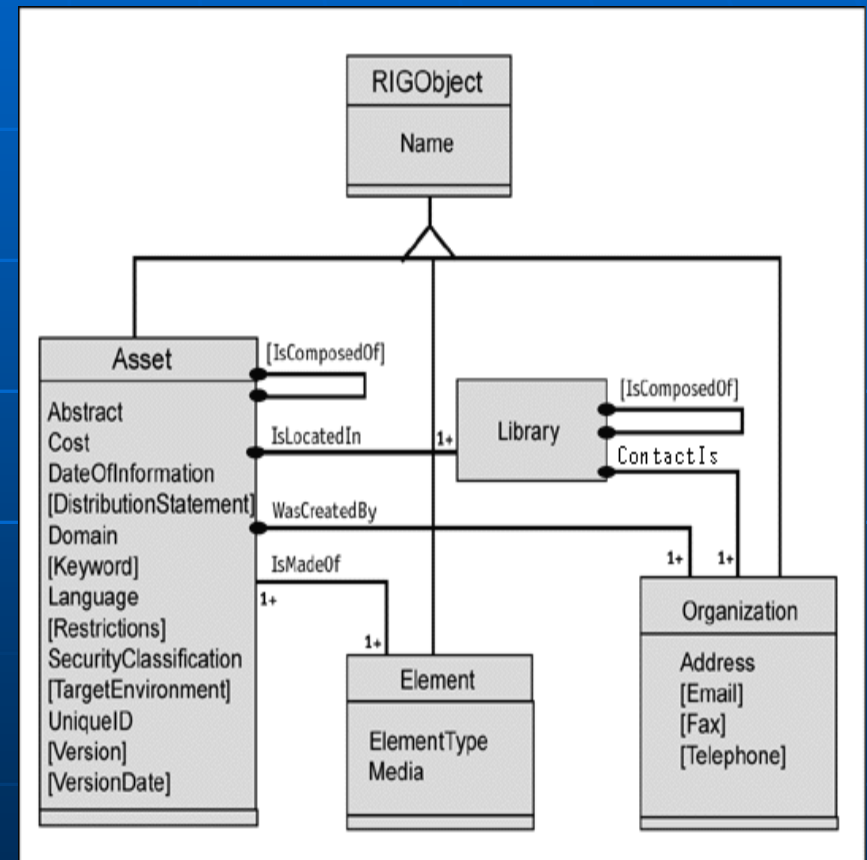 RIGObject
Name
Asset
Abstract
Cost
DateOfInformation
[DistributionStatement]
Domain
[Keyword]
Language
[Restrictions]
SecurityClassification
[TargetEnvironment]
UniqueID
[Version]
[VersionDate]
[IsComposedOf]
IsLocatedIn
1+
WasCreatedBy
IsMadeOf
1+
1+
Library
[IsComposedOf]
ContactIs
1+
1+
Element
ElementType
Media
Organization
Address
[Email]
[Fax]
[Telephone]